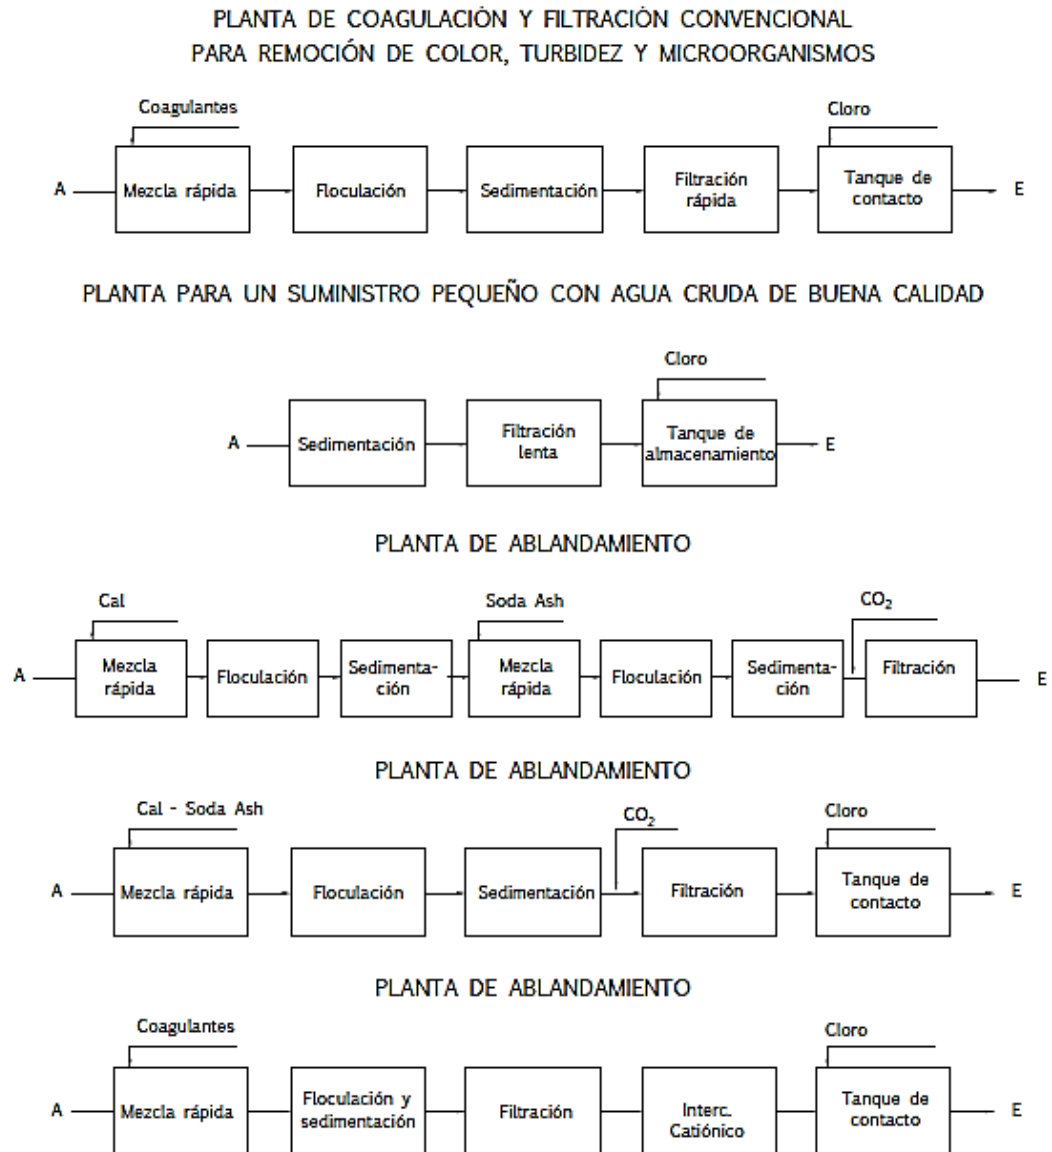 PLANTA DE COAGULACIÓN Y FILTRACIÓN CONVENCIONAL
PARA REMOCIÓN DE COLOR, TURBIDEZ Y MICROORGANISMOS
Coagulantes
Cloro
A
Mezcla rápida
Floculación
Sedimentación
Filtración
rápida
Tanque de
contacto
E
PLANTA PARA UN SUMINISTRO PEQUEÑO CON AGUA CRUDA DE BUENA CALIDAD
Cloro
A
Sedimentación
Filtración
lenta
Tanque de
almacenamiento
E
PLANTA DE ABLANDAMIENTO
Cal
Soda Ash
CO₂
A
Mezcla
rápida
Floculación
Sedimenta-
ción
Mezcla
rápida
Floculación
Sedimenta-
ción
Filtración
E
PLANTA DE ABLANDAMIENTO
Cal - Soda Ash
CO₂
Cloro
A
Mezcla rápida
Floculación
Sedimentación
Filtración
Tanque de
contacto
E
PLANTA DE ABLANDAMIENTO
Coagulantes
Cloro
A
Mezcla rápida
Floculación y
sedimentación
Filtración
Interc.
Catiónico
Tanque de
contacto
E